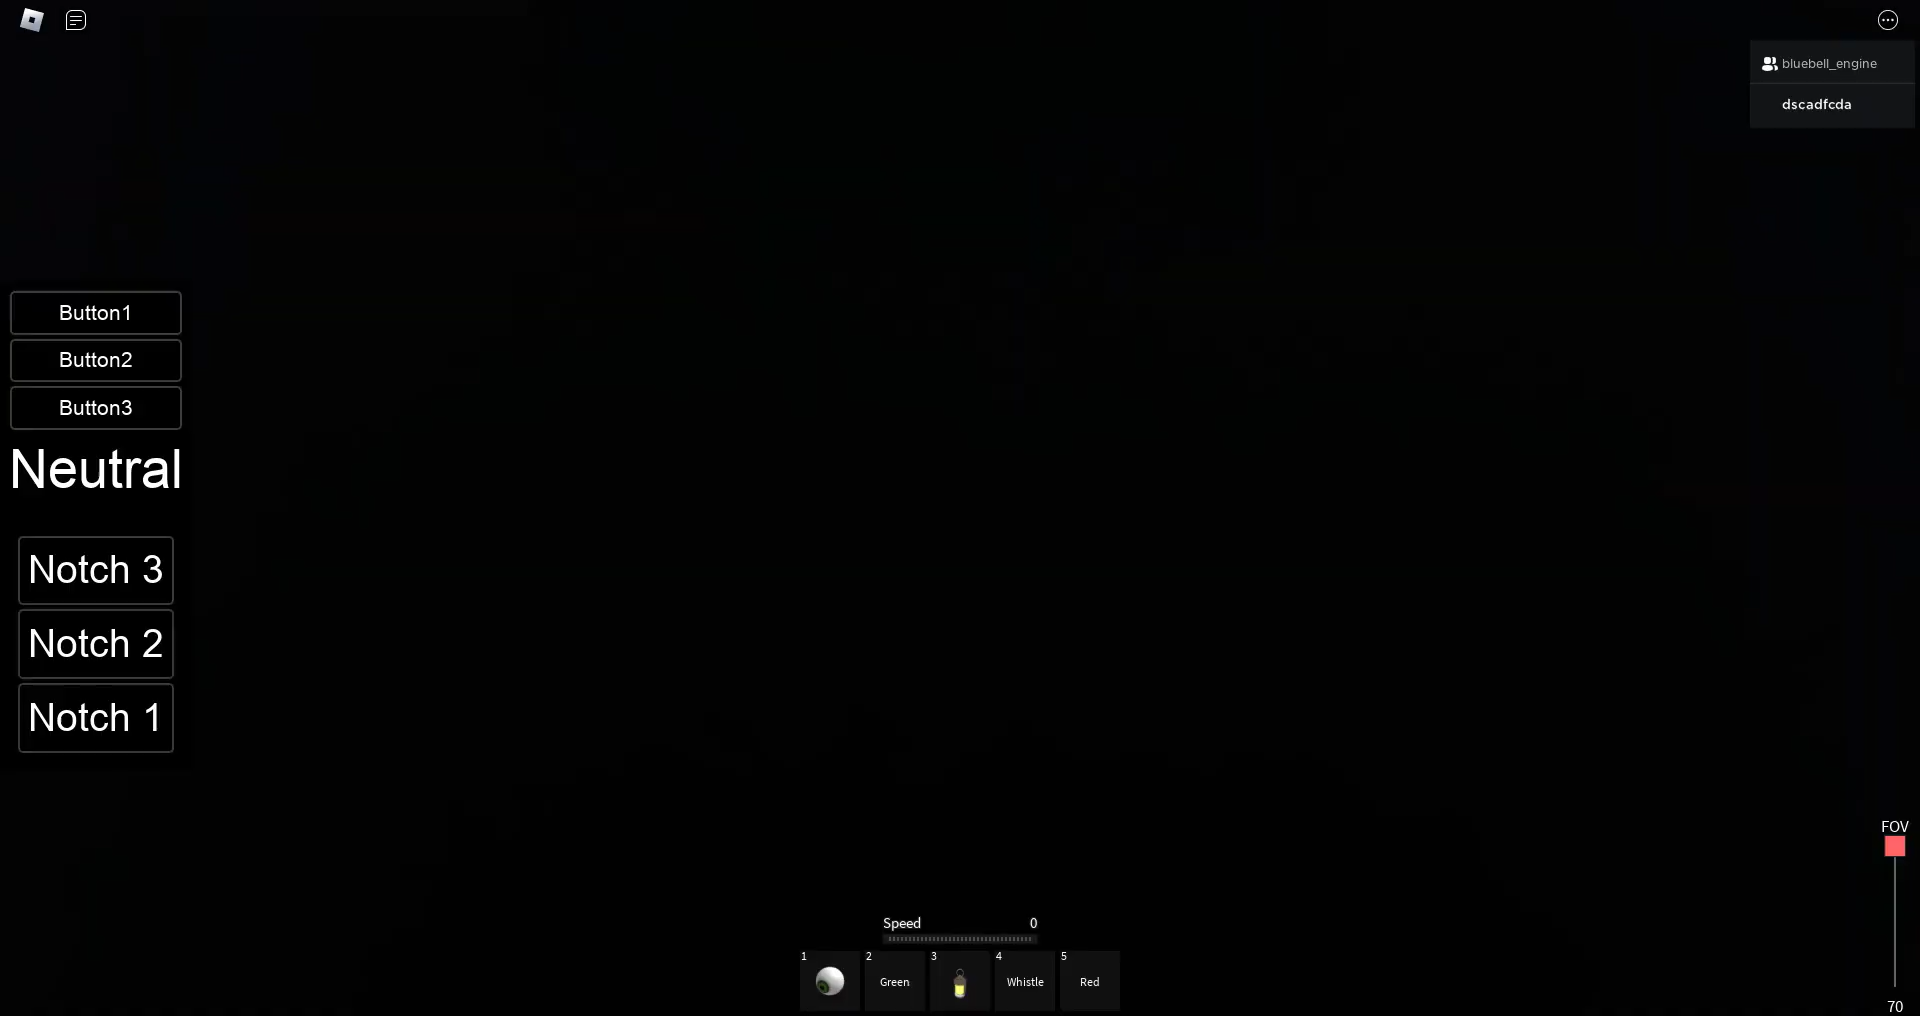 bluebell_engine
dscadfcda
Button1
Button2
Button3
Neutral
Notch 3
Notch 2
Notch 1
FOV
70
Speed 0
1 2 3 4 5
Green Whistle Red